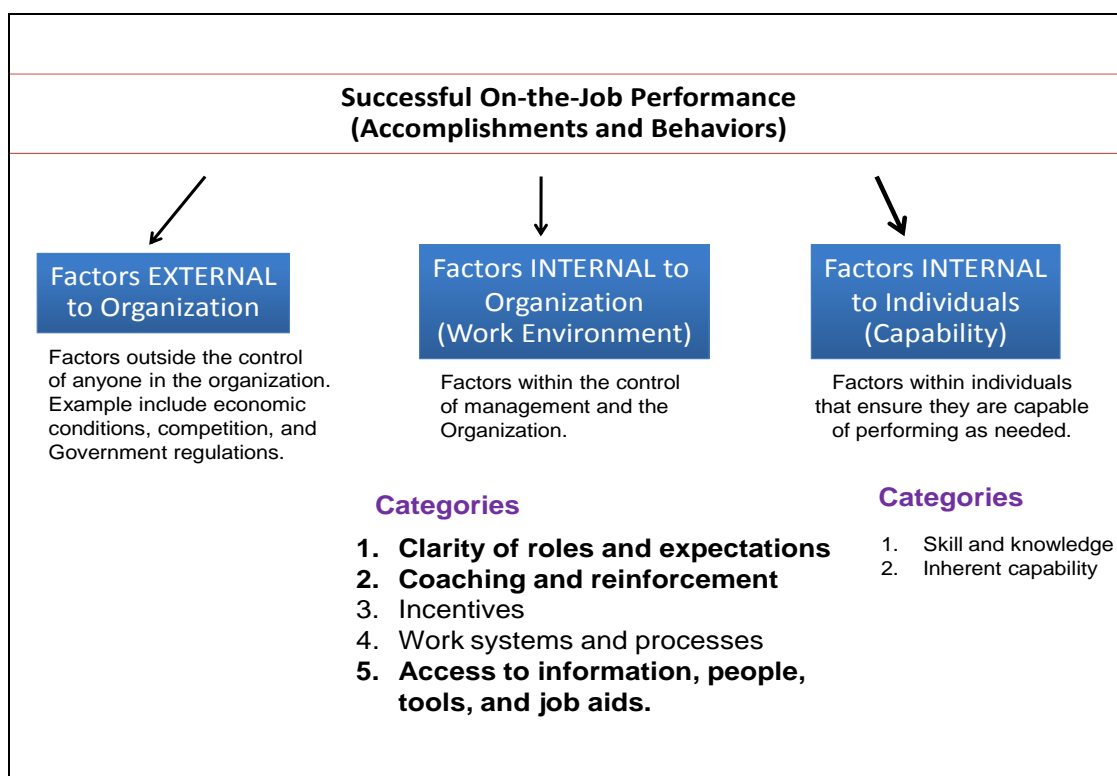 Successful On-the-Job Performance
(Accomplishments and Behaviors)
Factors EXTERNAL
to Organization
Factors outside the control
of anyone in the organization.
Example include economic
conditions, competition, and
Government regulations.
Factors INTERNAL to
Organization
(Work Environment)
Factors within the control
of management and the
Organization.
Categories
1. Clarity of roles and expectations
2. Coaching and reinforcement
3. Incentives
4. Work systems and processes
5. Access to information, people,
tools, and job aids.
Factors INTERNAL
to Individuals
(Capability)
Factors within individuals
that ensure they are capable
of performing as needed.
Categories
1. Skill and knowledge
2. Inherent capability